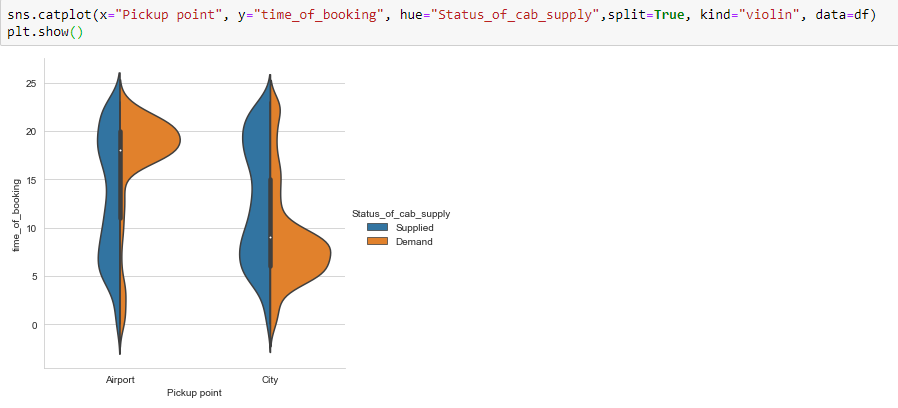 sns.catplot(x="Pickup point", y="time_of_booking", hue="Status_of_cab_supply",split=True, kind="violin", data=df)
plt.show()
25
20
15
10
5
0
time_of_booking
Airport
City
Pickup point
Status_of_cab_supply
Supplied
Demand